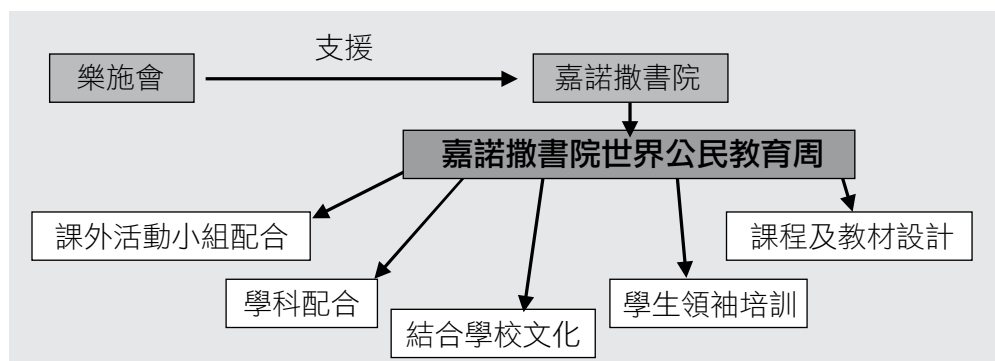 支援
樂施會
嘉諾撒書院
嘉諾撒書院世界公民教育周
課外活動小組配合
課程及教材設計
學科配合
學生領袖培訓
結合學校文化